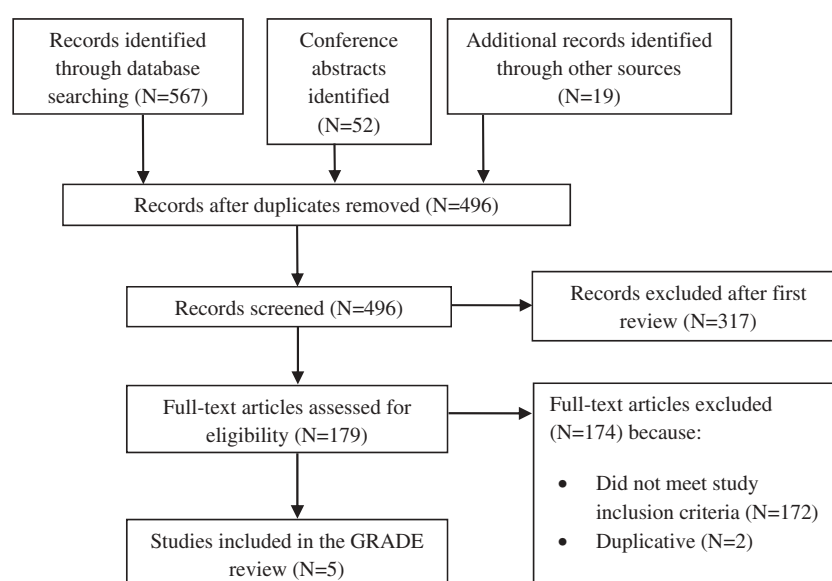 Records identified
through database
searching (N=567)
Conference
abstracts
identified
(N=52)
Additional records identified
through other sources
(N=19)
Records after duplicates removed (N=496)
Records screened (N=496)
Records excluded after first
review (N=317)
Full-text articles assessed for
eligibility (N=179)
Full-text articles excluded
(N=174) because:
• Did not meet study
inclusion criteria (N=172)
• Duplicative (N=2)
Studies included in the GRADE
review (N=5)